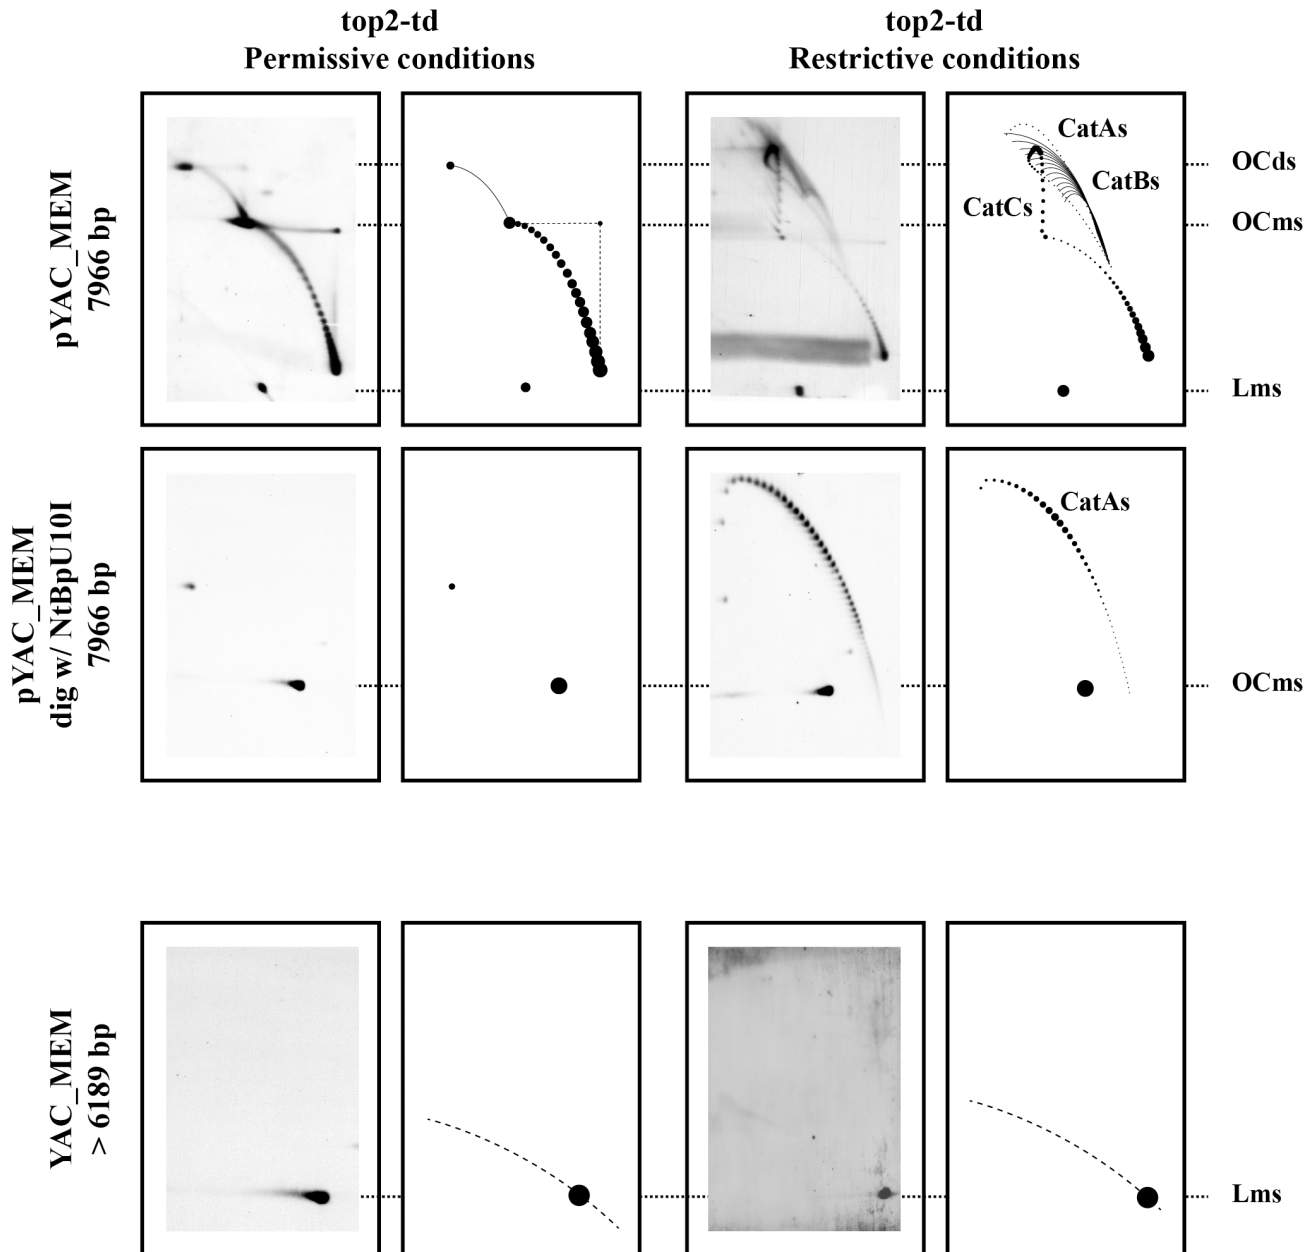 top2-td
Permissive conditions
top2-td
Restrictive conditions
pYAC_MEM
7966 bp
CatAs
CatBs
CatCs
OCds
OCms
Lms
pYAC_MEM
dig w/ NtBpU10I
7966 bp
CatAs
OCms
YAC_MEM
> 6189 bp
Lms